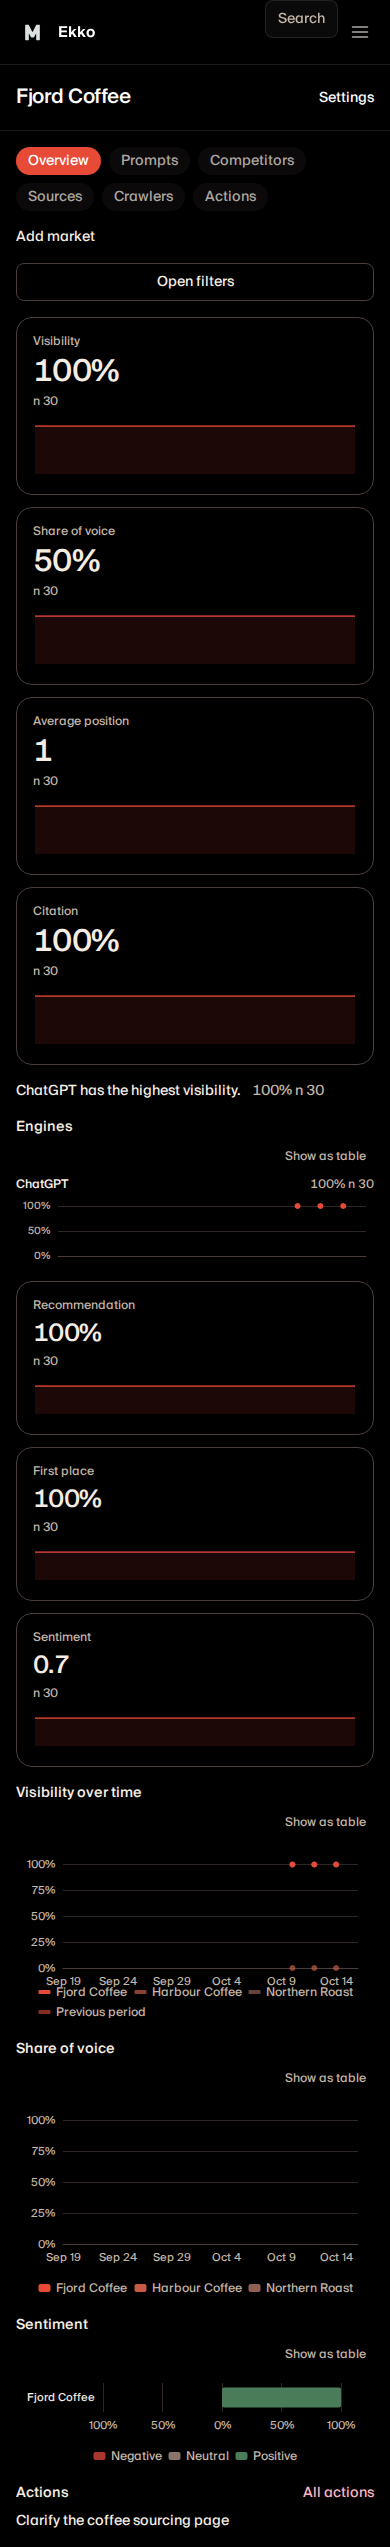 Search
Ekko
Fjord Coffee
Settings
Overview
Prompts
Competitors
Sources
Crawlers
Actions
Add market
Open filters
Visibility
100%
n 30
Share of voice
50%
n 30
Average position
1
n 30
Citation
100%
n 30
ChatGPT has the highest visibility. 100% n 30
Engines
Show as table
ChatGPT 100% n 30
100%
50%
0%
Recommendation
100%
n 30
First place
100%
n 30
Sentiment
0.7
n 30
Visibility over time
Show as table
100%
75%
50%
25%
0%
Sep 19 Sep 24 Sep 29 Oct 4 Oct 9 Oct 14
Fjord Coffee Harbour Coffee Northern Roast
Previous period
Share of voice
Show as table
100%
75%
50%
25%
0%
Sep 19 Sep 24 Sep 29 Oct 4 Oct 9 Oct 14
Fjord Coffee Harbour Coffee Northern Roast
Sentiment
Show as table
Fjord Coffee
100% 50% 0% 50% 100%
Negative Neutral Positive
Actions All actions
Clarify the coffee sourcing page